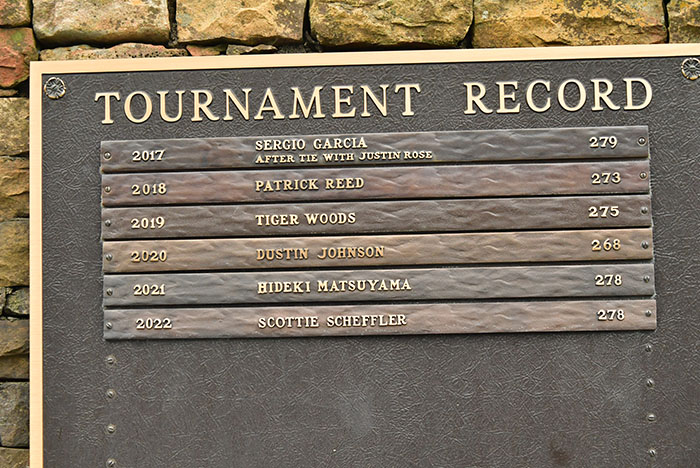 TOURNAMENT RECORD
2017 SERGIO GARCIA 279
AFTER TIE WITH JUSTIN ROSE
2018 PATRICK REED 273
2019 TIGER WOODS 275
2020 DUSTIN JOHNSON 268
2021 HIDEKI MATSUYAMA 278
2022 SCOTTIE SCHEFFLER 278